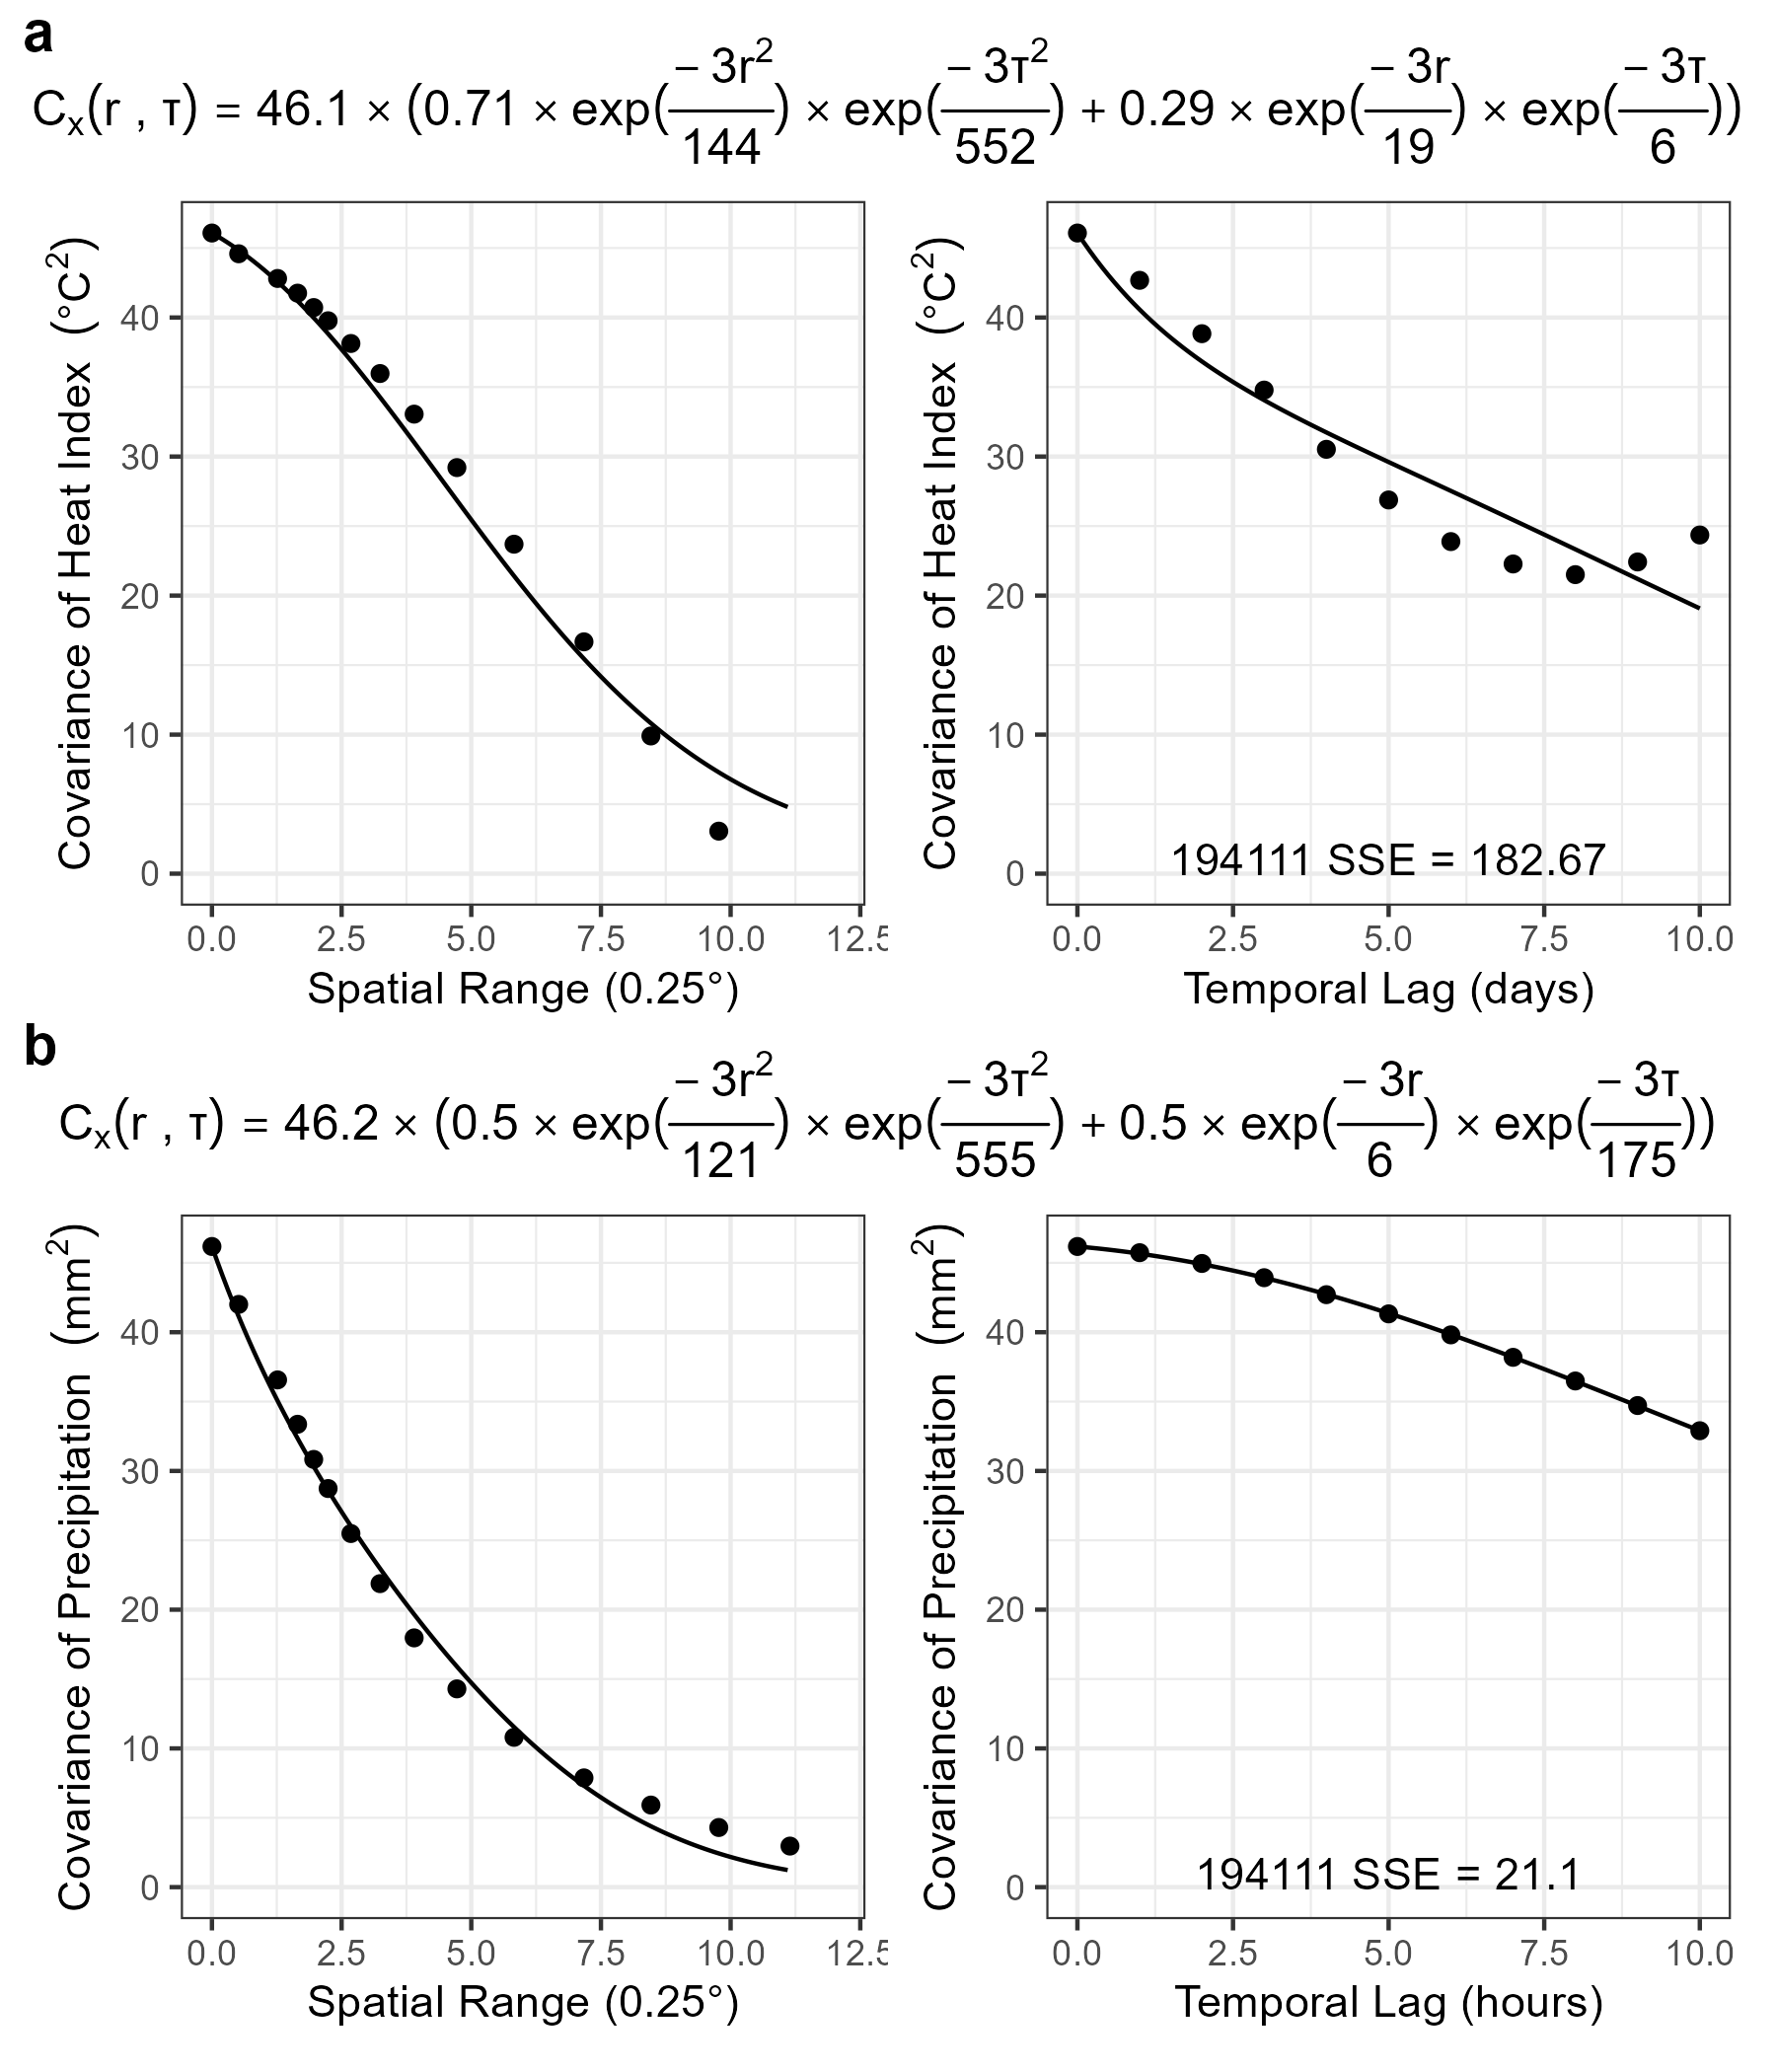 a
Cₓ(r , τ) = 46.1 × (0.71 × exp(− 3r²/144) × exp(− 3τ²/552) + 0.29 × exp(− 3r/19) × exp(− 3τ/6))
Covariance of Heat Index (°C²)
40
30
20
10
0
0.0 2.5 5.0 7.5 10.0 12.5
Spatial Range (0.25°)
Covariance of Heat Index (°C²)
40
30
20
10
0
194111 SSE = 182.67
0.0 2.5 5.0 7.5 10.0
Temporal Lag (days)
b
Cₓ(r , τ) = 46.2 × (0.5 × exp(− 3r²/121) × exp(− 3τ²/555) + 0.5 × exp(− 3r/6) × exp(− 3τ/175))
Covariance of Precipitation (mm²)
40
30
20
10
0
0.0 2.5 5.0 7.5 10.0 12.5
Spatial Range (0.25°)
Covariance of Precipitation (mm²)
40
30
20
10
0
194111 SSE = 21.1
0.0 2.5 5.0 7.5 10.0
Temporal Lag (hours)